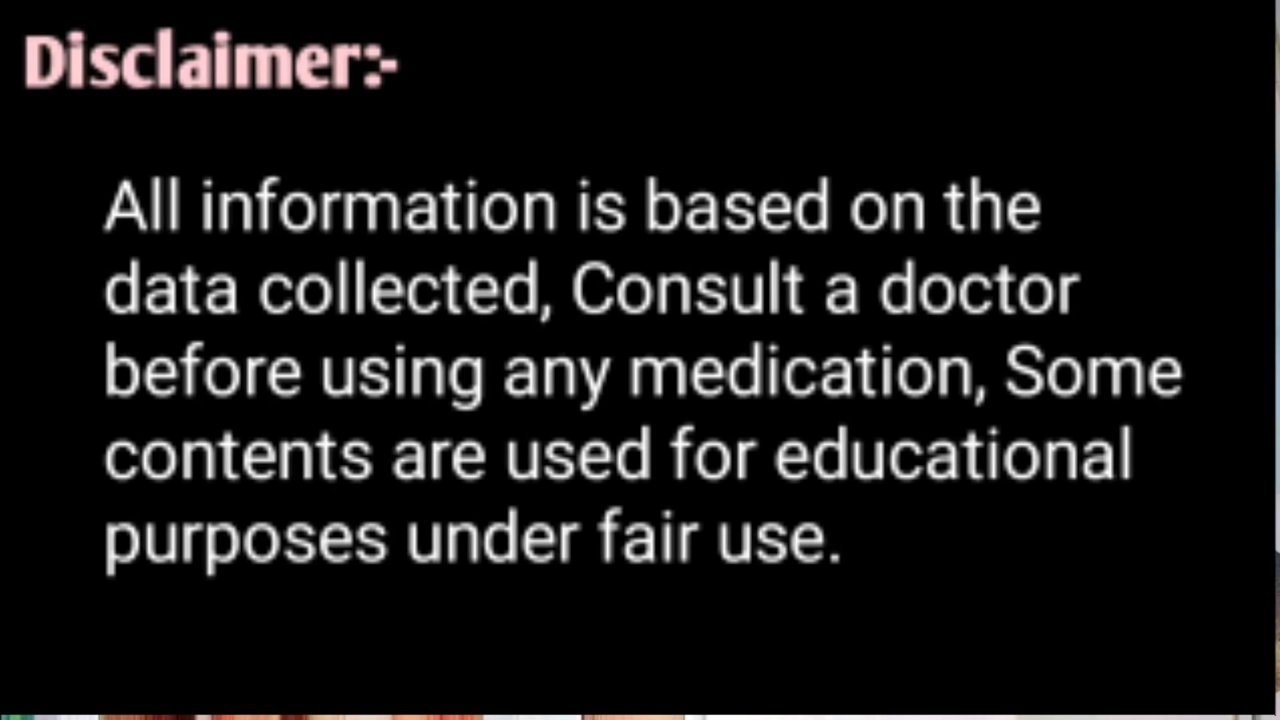 Disclaimer:-
All information is based on the
data collected, Consult a doctor
before using any medication, Some
contents are used for educational
purposes under fair use.